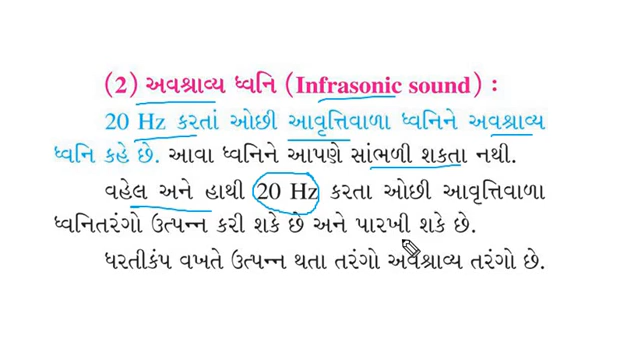 (2) અવશ્રાવ્ય ધ્વનિ (Infrasonic sound) :
20 Hz કરતાં ઓછી આવૃત્તિવાળા ધ્વનિને અવશ્રાવ્ય
ધ્વનિ કહે છે. આવા ધ્વનિને આપણે સાંભળી શકતા નથી.
વહેલ અને હાથી 20 Hz કરતા ઓછી આવૃત્તિવાળા
ધ્વનિતરંગો ઉત્પન્ન કરી શકે છે અને પારખી શકે છે.
ધરતીકંપ વખતે ઉત્પન્ન થતા તરંગો અવશ્રાવ્ય તરંગો છે.